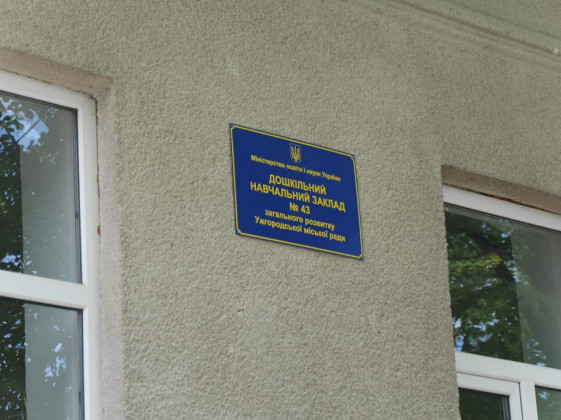 Міністерство освіти і науки України
ДОШКІЛЬНИЙ
НАВЧАЛЬНИЙ ЗАКЛАД
№ 43
загального розвитку
Ужгородської міської ради